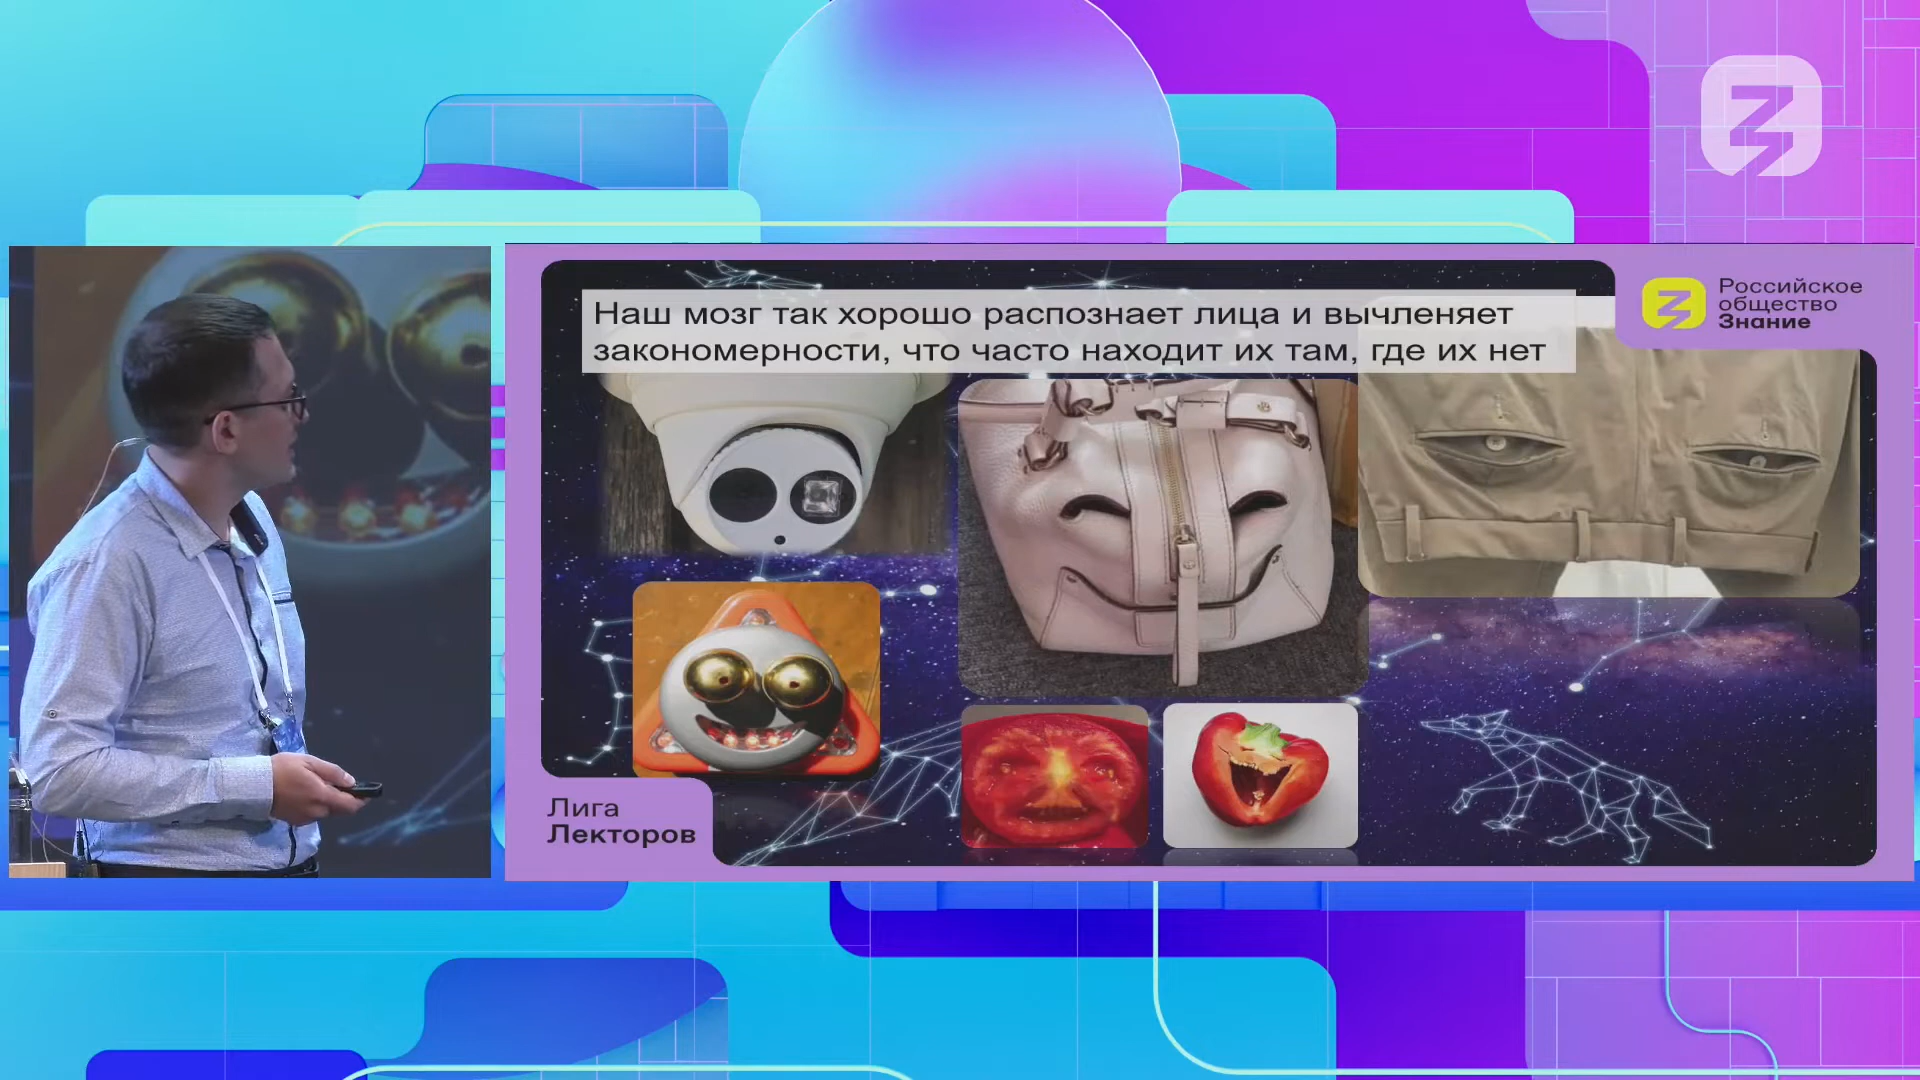 Наш мозг так хорошо распознает лица и вычленяет
закономерности, что часто находит их там, где их нет
Российское
общество
Знание
Лига
Лекторов